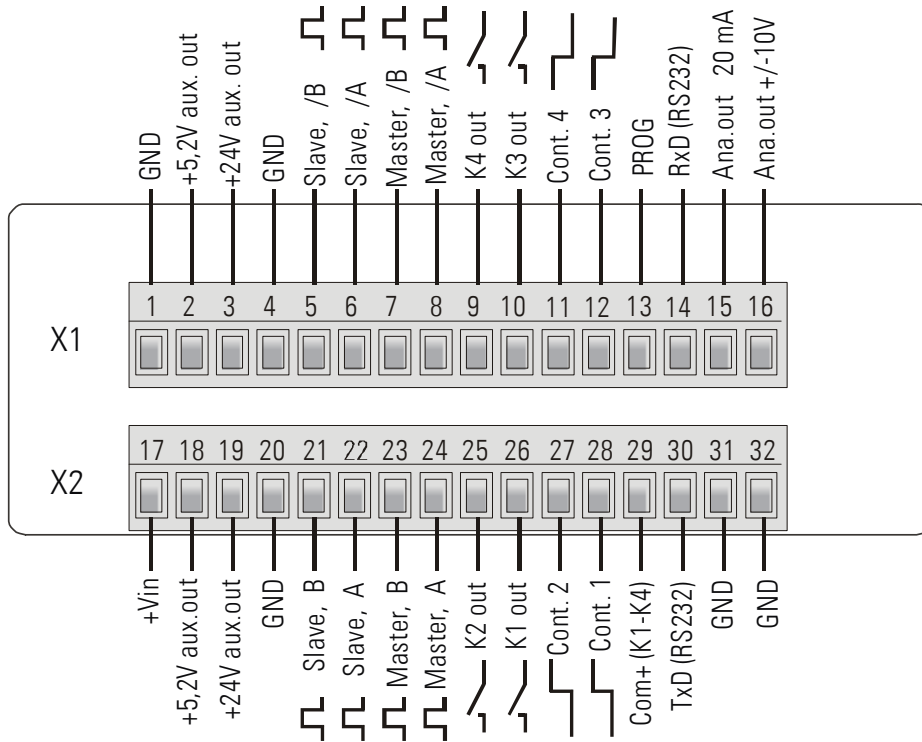 GND
+5,2V aux. out
+24V aux. out
GND
Slave, /B
Slave, /A
Master, /B
Master, /A
K4 out
K3 out
Cont. 4
Cont. 3
PROG
RxD (RS232)
Ana.out 20 mA
Ana.out +/-10V
X1
1 2 3 4 5 6 7 8 9 10 11 12 13 14 15 16
X2
17 18 19 20 21 22 23 24 25 26 27 28 29 30 31 32
+Vin
+5,2V aux.out
+24V aux.out
GND
Slave, B
Slave, A
Master, B
Master, A
K2 out
K1 out
Cont. 2
Cont. 1
Com+ (K1-K4)
TxD (RS232)
GND
GND